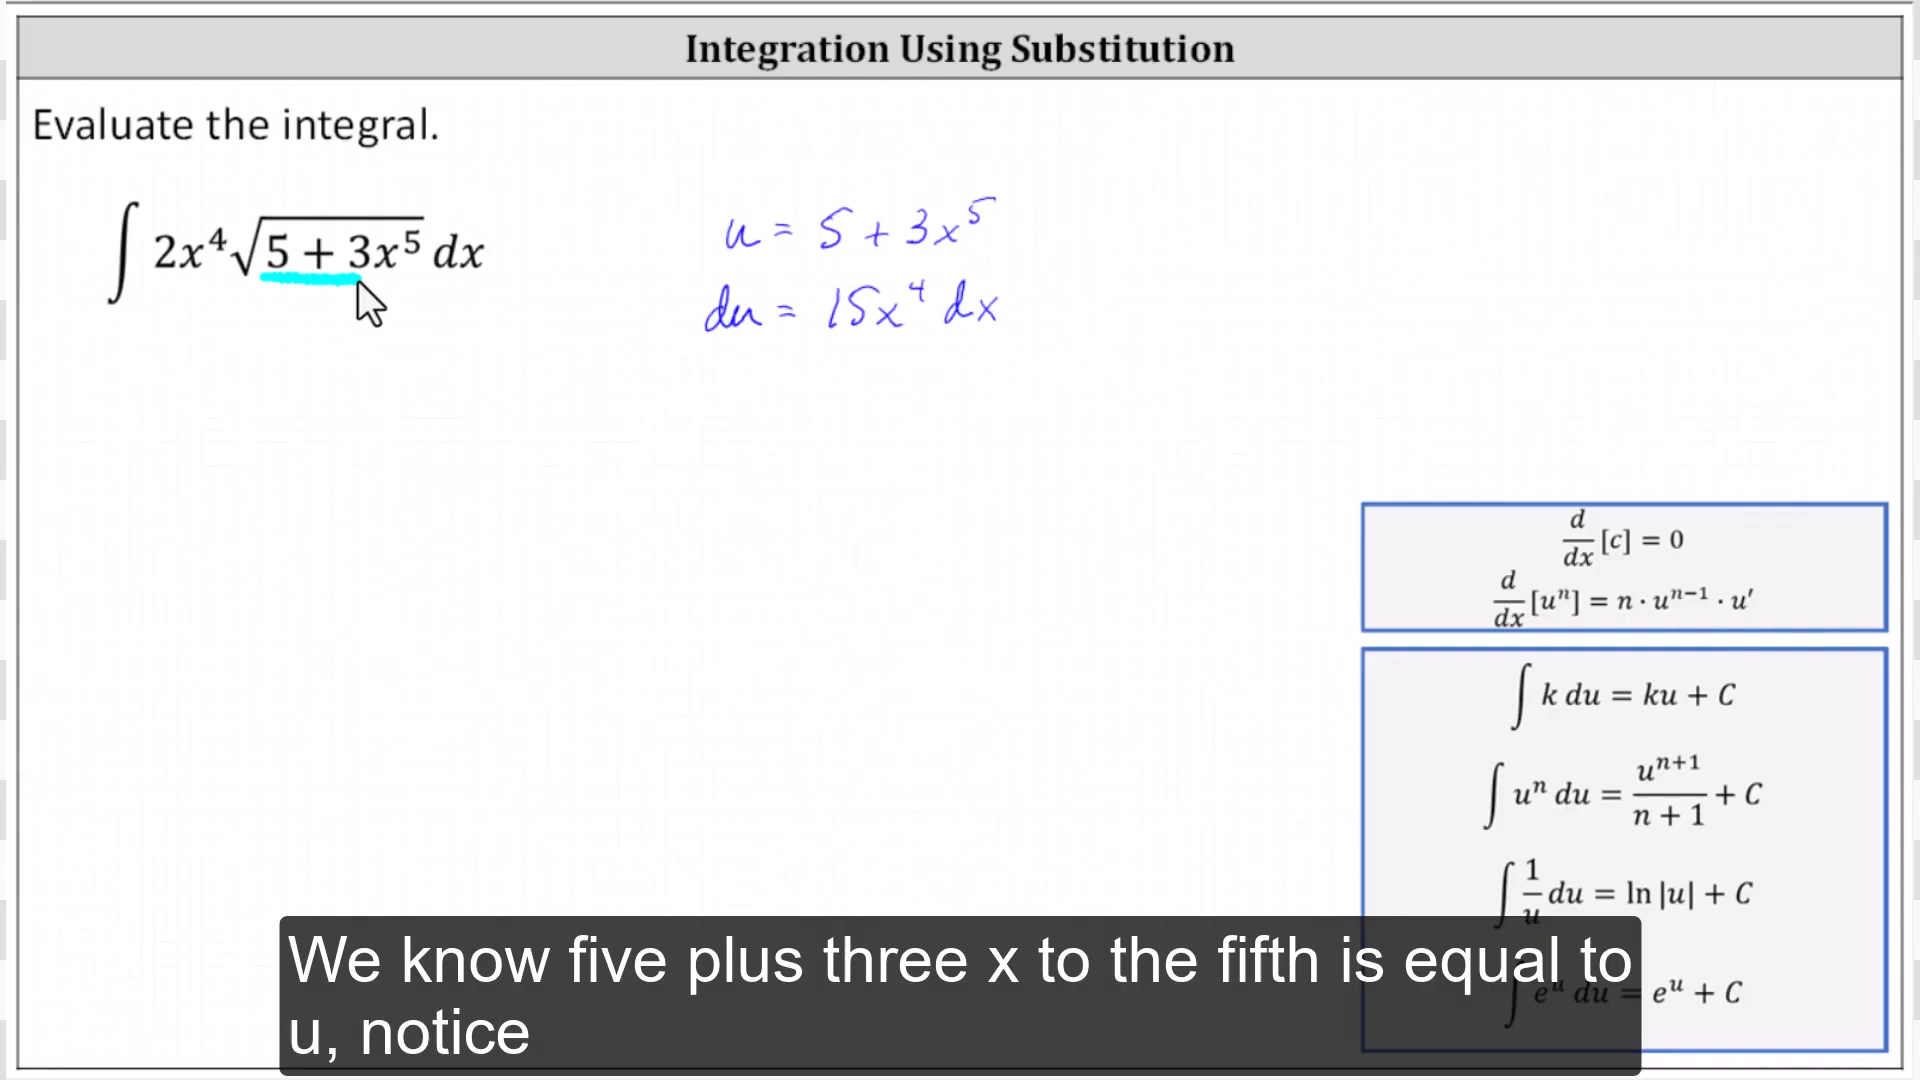 Integration Using Substitution
Evaluate the integral.
∫ 2x⁴√(5 + 3x⁵) dx
u = 5 + 3x⁵
du = 15x⁴ dx
d/dx [c] = 0
d/dx [uⁿ] = n · uⁿ⁻¹ · u′
∫ k du = ku + C
∫ uⁿ du = uⁿ⁺¹/(n + 1) + C
∫ 1/u du = ln |u| + C
∫ eᵘ du = eᵘ + C
We know five plus three x to the fifth is equal to
u, notice